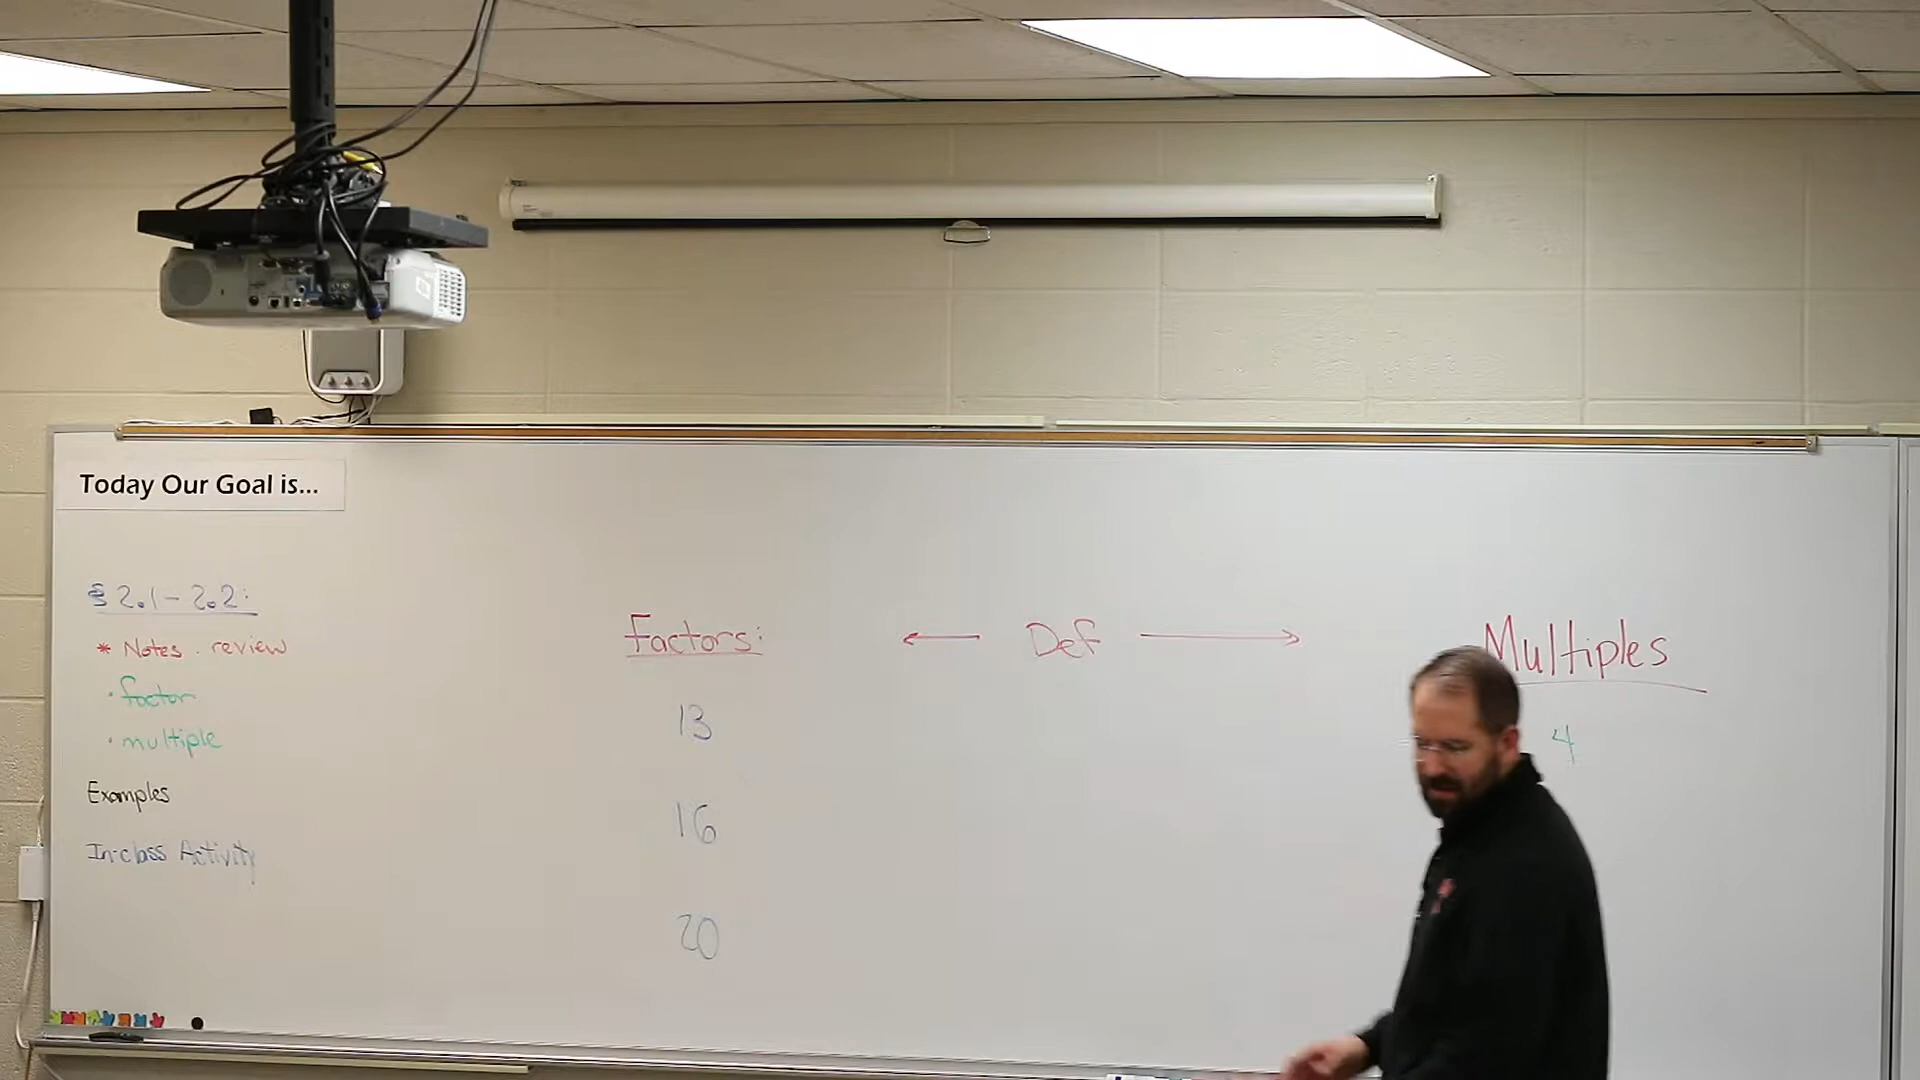 Today Our Goal is...
§ 2.1 - 2.2:
* Notes . review
· factor
· multiple
Examples
In-class Activity
Factors: ← Def → Multiples
13
4
16
20